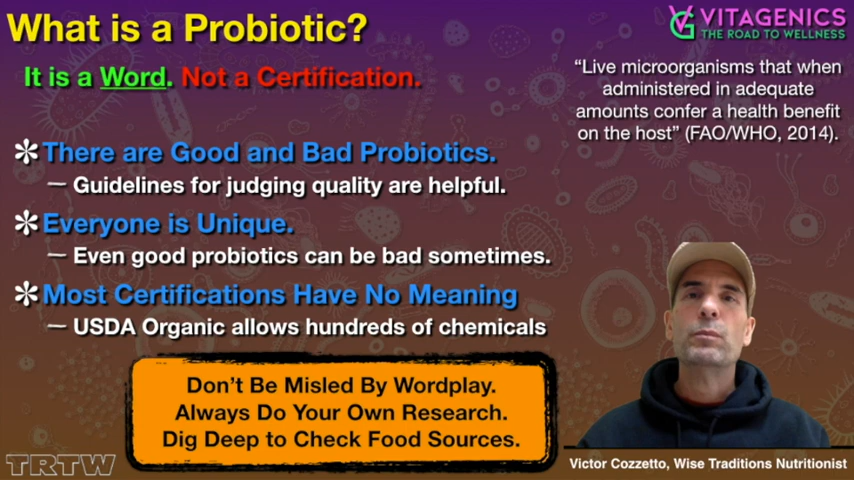 What is a Probiotic?
It is a Word. Not a Certification.
VG VITAGENICS
THE ROAD TO WELLNESS
“Live microorganisms that when
administered in adequate
amounts confer a health benefit
on the host” (FAO/WHO, 2014).
* There are Good and Bad Probiotics.
— Guidelines for judging quality are helpful.
* Everyone is Unique.
— Even good probiotics can be bad sometimes.
* Most Certifications Have No Meaning
— USDA Organic allows hundreds of chemicals
Don’t Be Misled By Wordplay.
Always Do Your Own Research.
Dig Deep to Check Food Sources.
TRTW
Victor Cozzetto, Wise Traditions Nutritionist